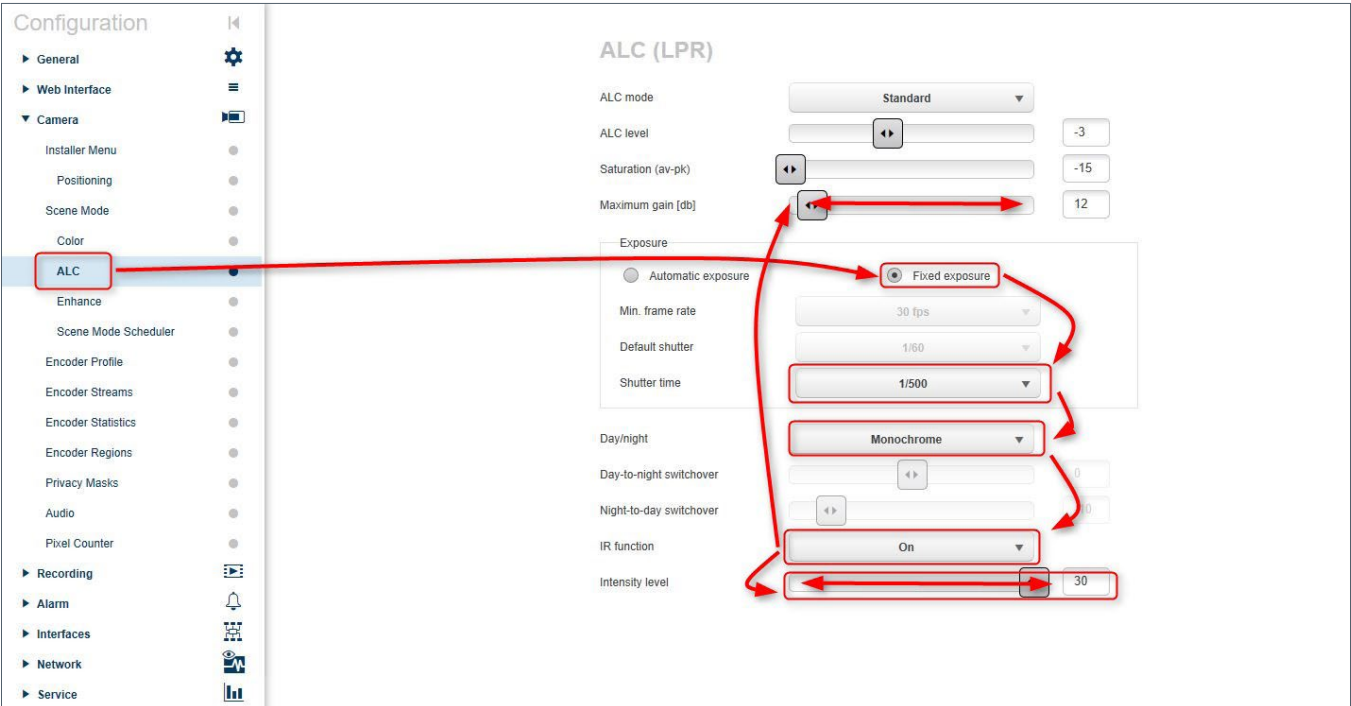 Configuration
General
Web Interface
Camera
Installer Menu
Positioning
Scene Mode
Color
ALC
Enhance
Scene Mode Scheduler
Encoder Profile
Encoder Streams
Encoder Statistics
Encoder Regions
Privacy Masks
Audio
Pixel Counter
Recording
Alarm
Interfaces
Network
Service
ALC (LPR)
ALC mode Standard
ALC level -3
Saturation (av-pk) -15
Maximum gain [db] 12
Exposure
Automatic exposure Fixed exposure
Min. frame rate 30 fps
Default shutter 1/60
Shutter time 1/500
Day/night Monochrome
Day-to-night switchover 0
Night-to-day switchover
IR function On
Intensity level 30